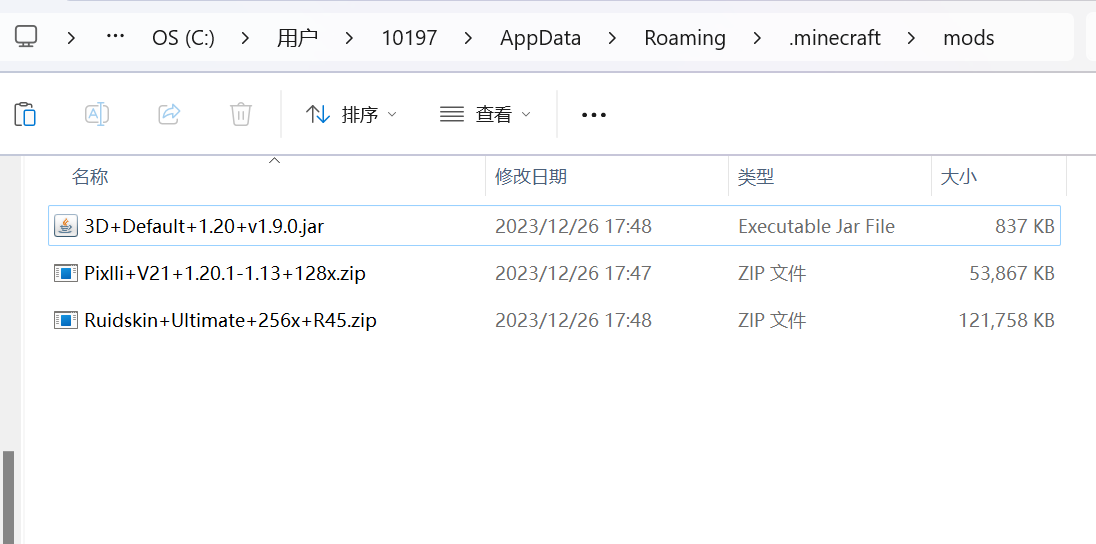 OS (C:) 用户 10197 AppData Roaming .minecraft mods
排序 查看
名称 修改日期 类型 大小
3D+Default+1.20+v1.9.0.jar 2023/12/26 17:48 Executable Jar File 837 KB
Pixlli+V21+1.20.1-1.13+128x.zip 2023/12/26 17:47 ZIP 文件 53,867 KB
Ruidskin+Ultimate+256x+R45.zip 2023/12/26 17:48 ZIP 文件 121,758 KB